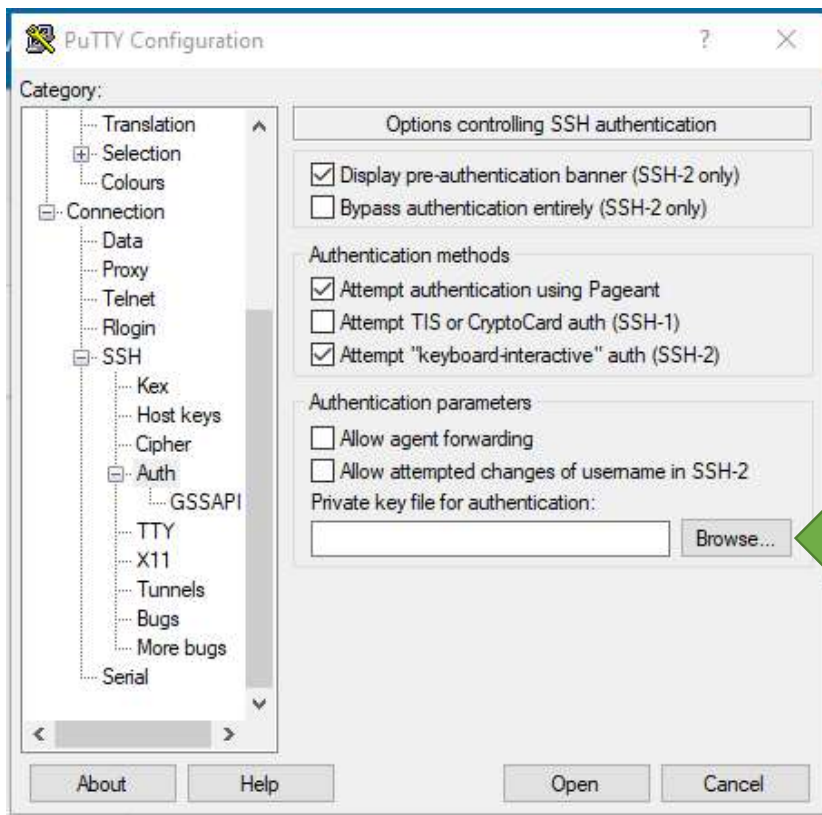 PuTTY Configuration
?
Category:
Translation
Selection
Colours
Connection
Data
Proxy
Telnet
Rlogin
SSH
Kex
Host keys
Cipher
Auth
GSSAPI
TTY
X11
Tunnels
Bugs
More bugs
Serial
Options controlling SSH authentication
Display pre-authentication banner (SSH-2 only)
Bypass authentication entirely (SSH-2 only)
Authentication methods
Attempt authentication using Pageant
Attempt TIS or CryptoCard auth (SSH-1)
Attempt "keyboard-interactive" auth (SSH-2)
Authentication parameters
Allow agent forwarding
Allow attempted changes of username in SSH-2
Private key file for authentication:
Browse...
About
Help
Open
Cancel